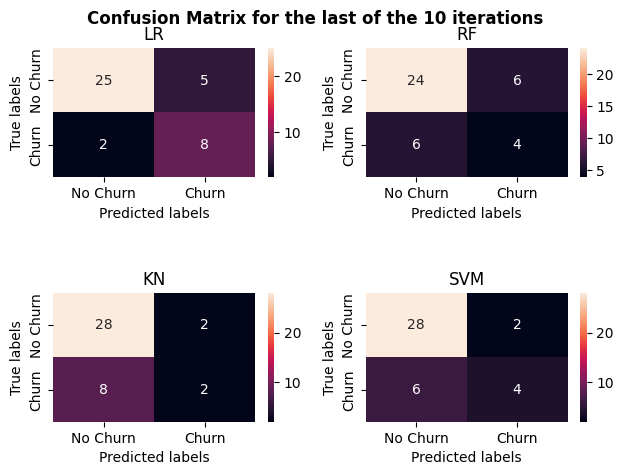 Confusion Matrix for the last of the 10 iterations
LR
True labels
No Churn
Churn
25 5
2 8
20
10
No Churn Churn
Predicted labels
RF
True labels
No Churn
Churn
24 6
6 4
20
15
10
5
No Churn Churn
Predicted labels
KN
True labels
No Churn
Churn
28 2
8 2
20
10
No Churn Churn
Predicted labels
SVM
True labels
No Churn
Churn
28 2
6 4
20
10
No Churn Churn
Predicted labels